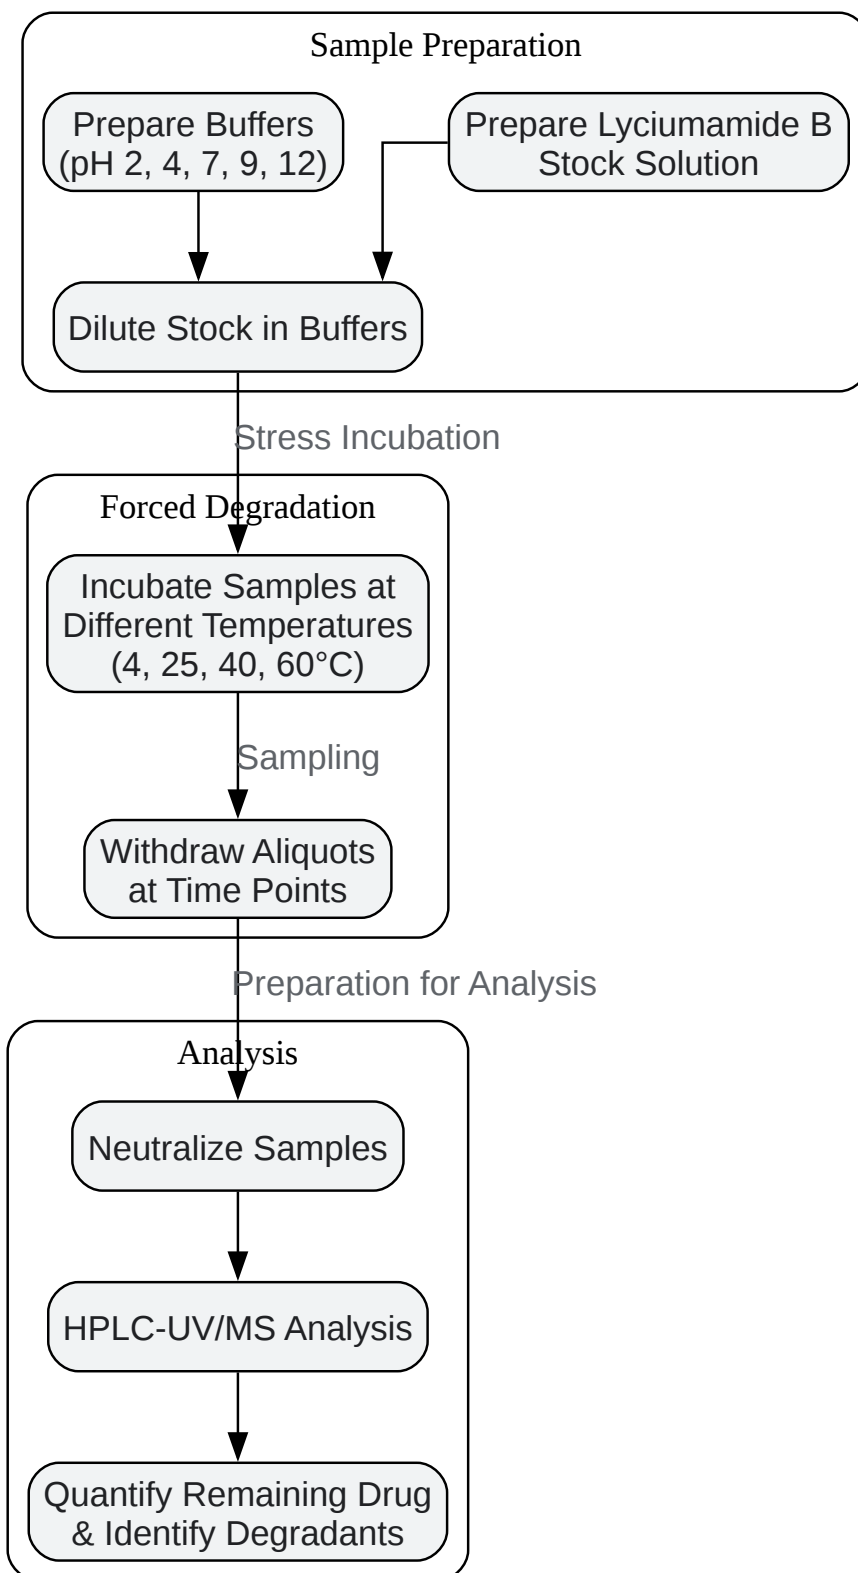 Sample Preparation
Prepare Buffers
(pH 2, 4, 7, 9, 12)
Prepare Lyciumamide B
Stock Solution
Dilute Stock in Buffers
Stress Incubation
Forced Degradation
Incubate Samples at
Different Temperatures
(4, 25, 40, 60°C)
Sampling
Withdraw Aliquots
at Time Points
Preparation for Analysis
Analysis
Neutralize Samples
HPLC-UV/MS Analysis
Quantify Remaining Drug
& Identify Degradants